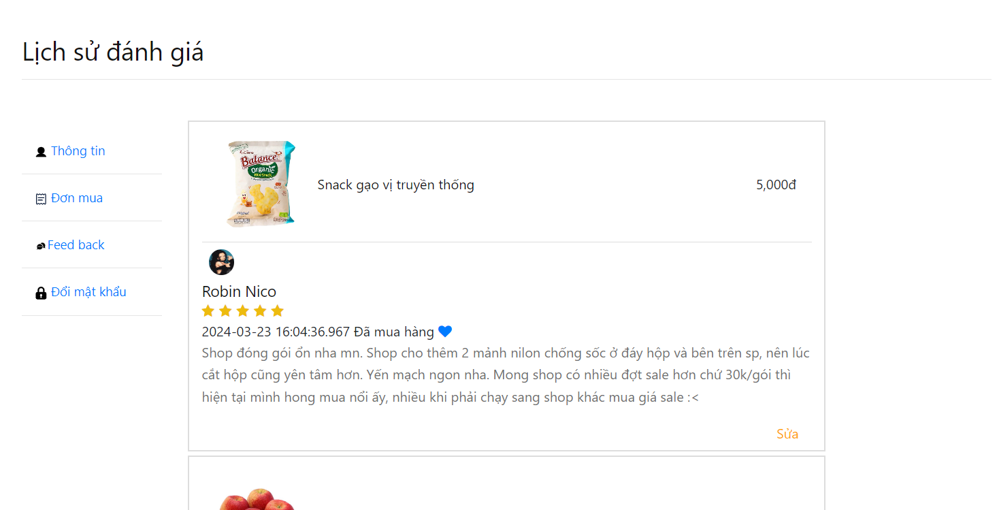 Lịch sử đánh giá
Thông tin
Đơn mua
Feed back
Đổi mật khẩu
Balance
Organic
Rice Snack
Snack gạo vị truyền thống
5,000đ
Robin Nico
2024-03-23 16:04:36.967 Đã mua hàng
Shop đóng gói ổn nha mn. Shop cho thêm 2 mảnh nilon chống sốc ở đáy hộp và bên trên sp, nên lúc
cắt hộp cũng yên tâm hơn. Yến mạch ngon nha. Mong shop có nhiều đợt sale hơn chứ 30k/gói thì
hiện tại mình hong mua nổi ấy, nhiều khi phải chạy sang shop khác mua giá sale :<
Sửa